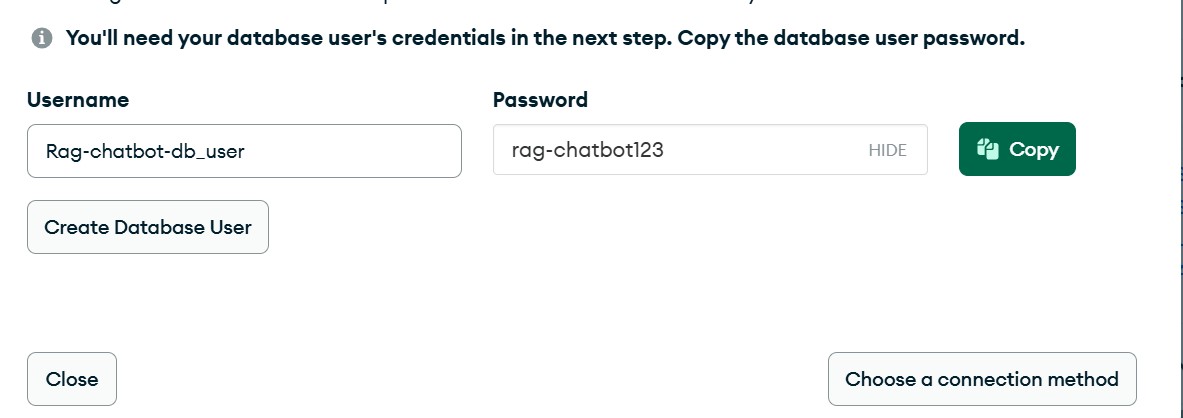 You'll need your database user's credentials in the next step. Copy the database user password.
Username
Password
Rag-chatbot-db_user
rag-chatbot123
HIDE
Copy
Create Database User
Close
Choose a connection method